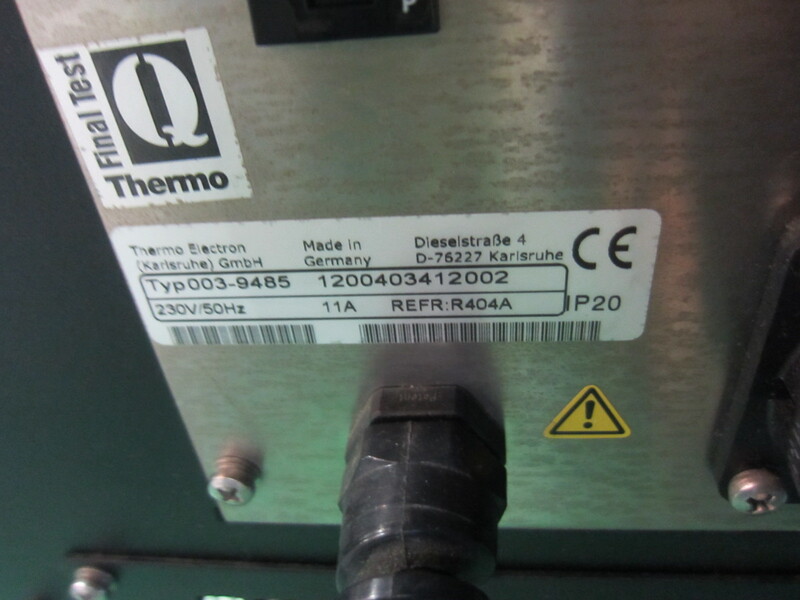 P
Final Test
Q
Thermo
Thermo Electron Made in Dieselstraße 4
(Karlsruhe) GmbH Germany D-76227 Karlsruhe CE
Typ003-9485 1200403412002
230V/50Hz 11A REFR:R404A IP20
!